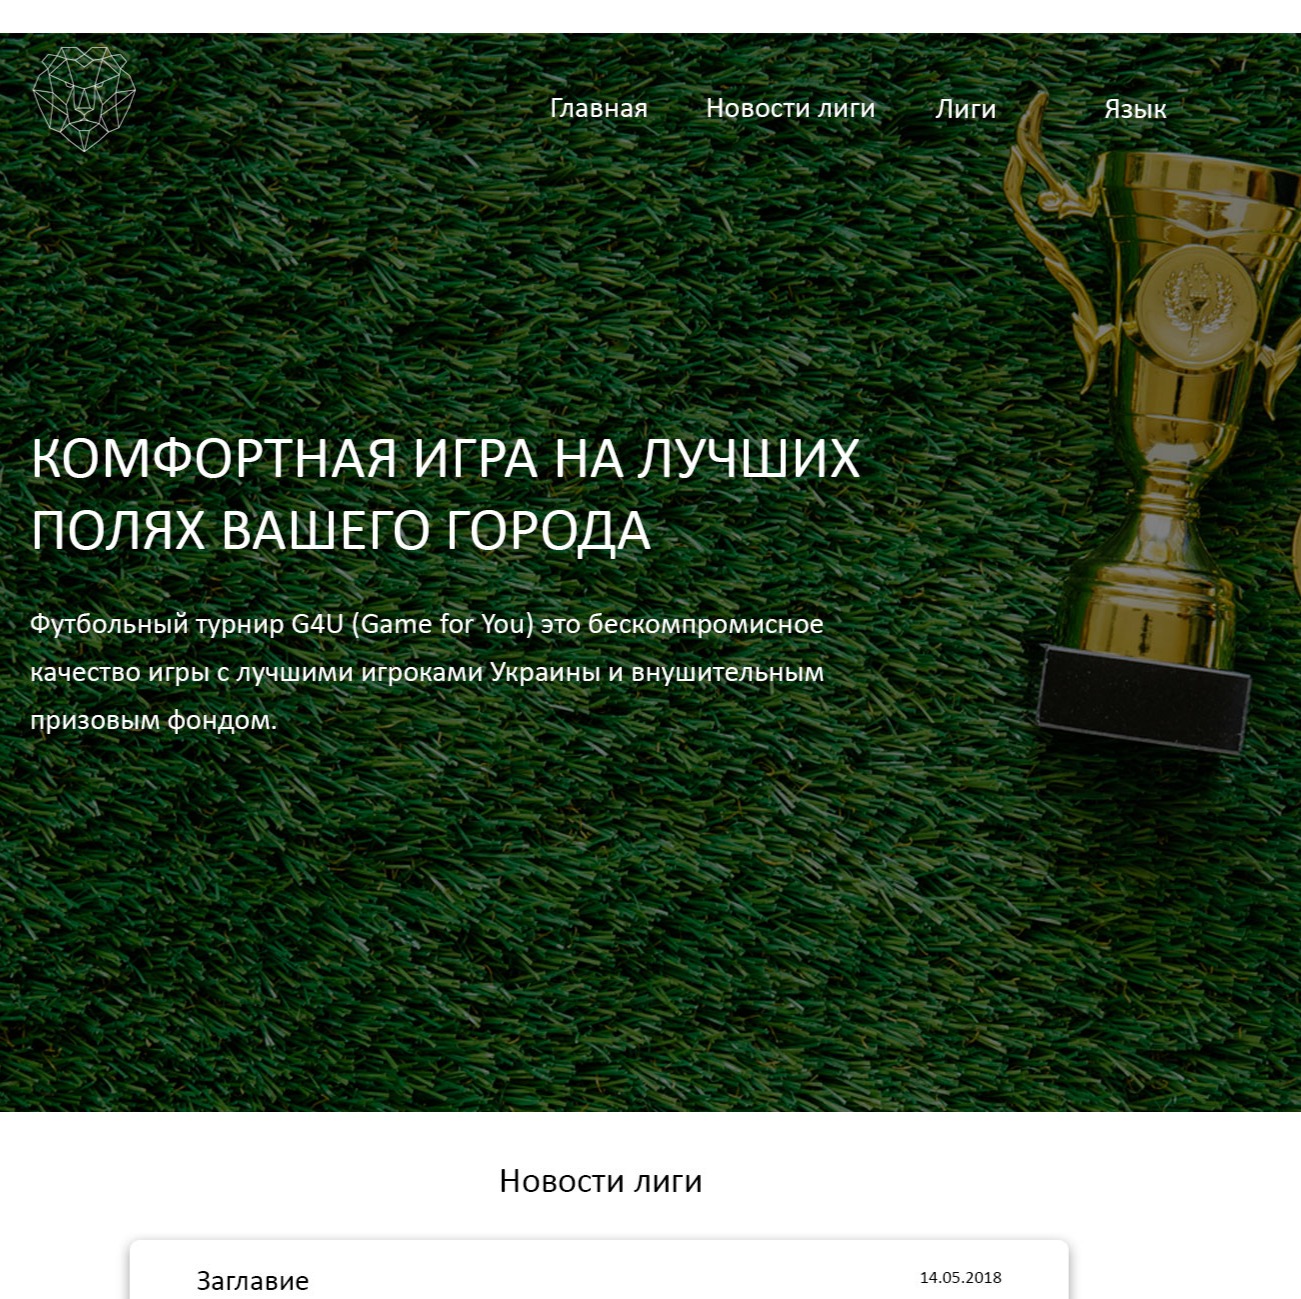 Главная Новости лиги Лиги Язык
КОМФОРТНАЯ ИГРА НА ЛУЧШИХ
ПОЛЯХ ВАШЕГО ГОРОДА
Футбольный турнир G4U (Game for You) это бескомпромисное
качество игры с лучшими игроками Украины и внушительным
призовым фондом.
Новости лиги
Заглавие 14.05.2018